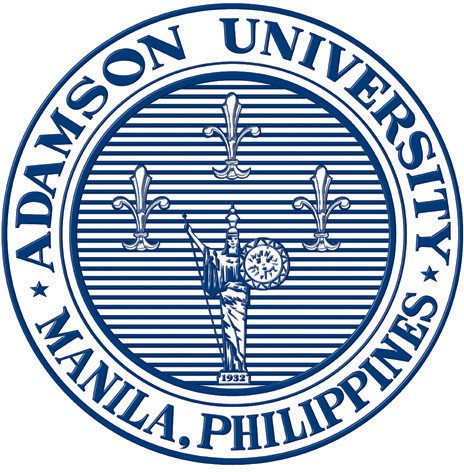 ADAMSON UNIVERSITY
MANILA, PHILIPPINES
1932